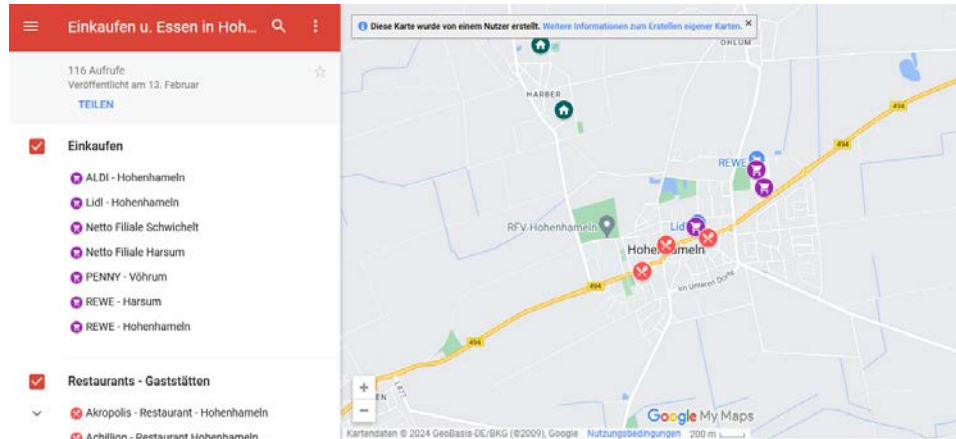 Einkaufen u. Essen in Hoh...
116 Aufrufe
Veröffentlicht am 13. Februar
TEILEN
Einkaufen
ALDI - Hohenhameln
Lidl - Hohenhameln
Netto Filiale Schwichelt
Netto Filiale Harsum
PENNY - Vöhrum
REWE - Harsum
REWE - Hohenhameln
Restaurants - Gaststätten
Akropolis - Restaurant - Hohenhameln
Achillion - Restaurant Hohenhameln
Diese Karte wurde von einem Nutzer erstellt. Weitere Informationen zum Erstellen eigener Karten.
OHLUM
HARBER
494
494
REWE
RFV-Hohenhameln
Lidl
Im Unteren Dorfe
494
494
L477
Google My Maps
Kartendaten © 2024 GeoBasis-DE/BKG (©2009), Google
Nutzungsbedingungen
200 m